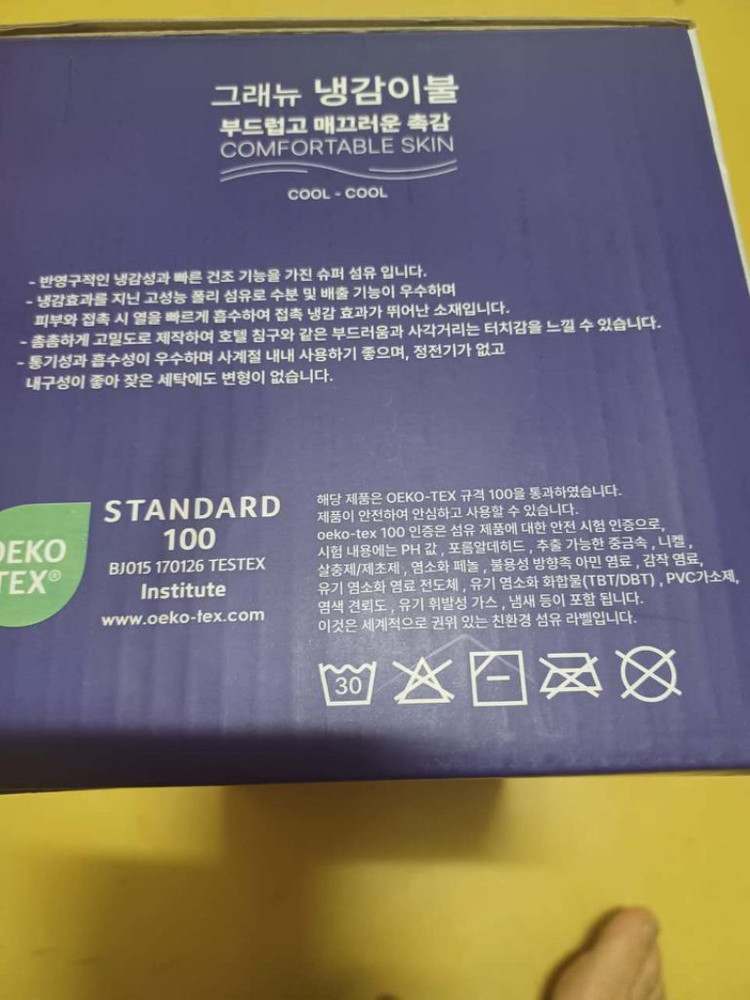 그래뉴 냉감이불
부드럽고 매끄러운 촉감
COMFORTABLE SKIN
COOL - COOL
- 반영구적인 냉감성과 빠른 건조 기능을 가진 슈퍼 섬유 입니다.
- 냉감효과를 지닌 고성능 폴리 섬유로 수분 및 배출 기능이 우수하며
피부와 접촉 시 열을 빠르게 흡수하여 접촉 냉감 효과가 뛰어난 소재입니다.
- 촘촘하게 고밀도로 제작하여 호텔 침구와 같은 부드러움과 사각거리는 터치감을 느낄 수 있습니다.
- 통기성과 흡수성이 우수하며 사계절 내내 사용하기 좋으며, 정전기가 없고
내구성이 좋아 잦은 세탁에도 변형이 없습니다.
OEKO
TEX®
STANDARD
100
BJ015 170126 TESTEX
Institute
www.oeko-tex.com
해당 제품은 OEKO-TEX 규격 100을 통과하였습니다.
제품이 안전하여 안심하고 사용할 수 있습니다.
oeko-tex 100 인증은 섬유 제품에 대한 안전 시험 인증으로,
시험 내용에는 PH 값 , 포름알데히드 , 추출 가능한 중금속 , 니켈 ,
살충제/제초제 , 염소화 페놀 , 불용성 방향족 아민 염료 , 감작 염료,
유기 염소화 염료 전도체 , 유기 염소화 화합물(TBT/DBT) , PVC가소제,
염색 견뢰도 , 유기 휘발성 가스 , 냄새 등이 포함 됩니다.
이것은 세계적으로 권위 있는 친환경 섬유 라벨입니다.
30